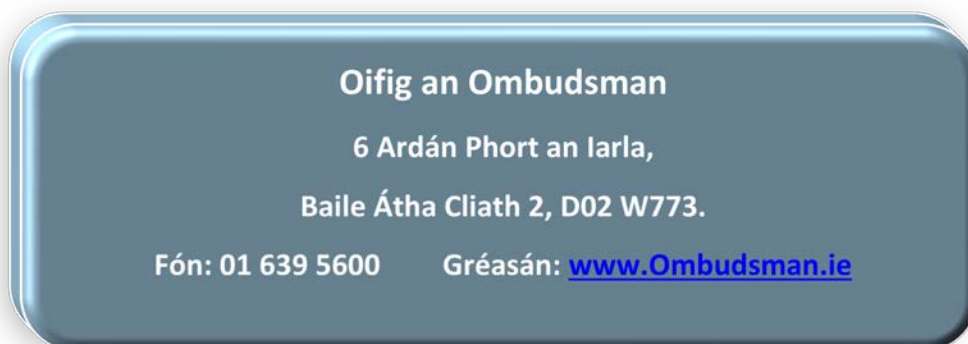 Oifig an Ombudsman
6 Ardán Phort an Iarla,
Baile Átha Cliath 2, D02 W773.
Fón: 01 639 5600 Gréasán: www.Ombudsman.ie